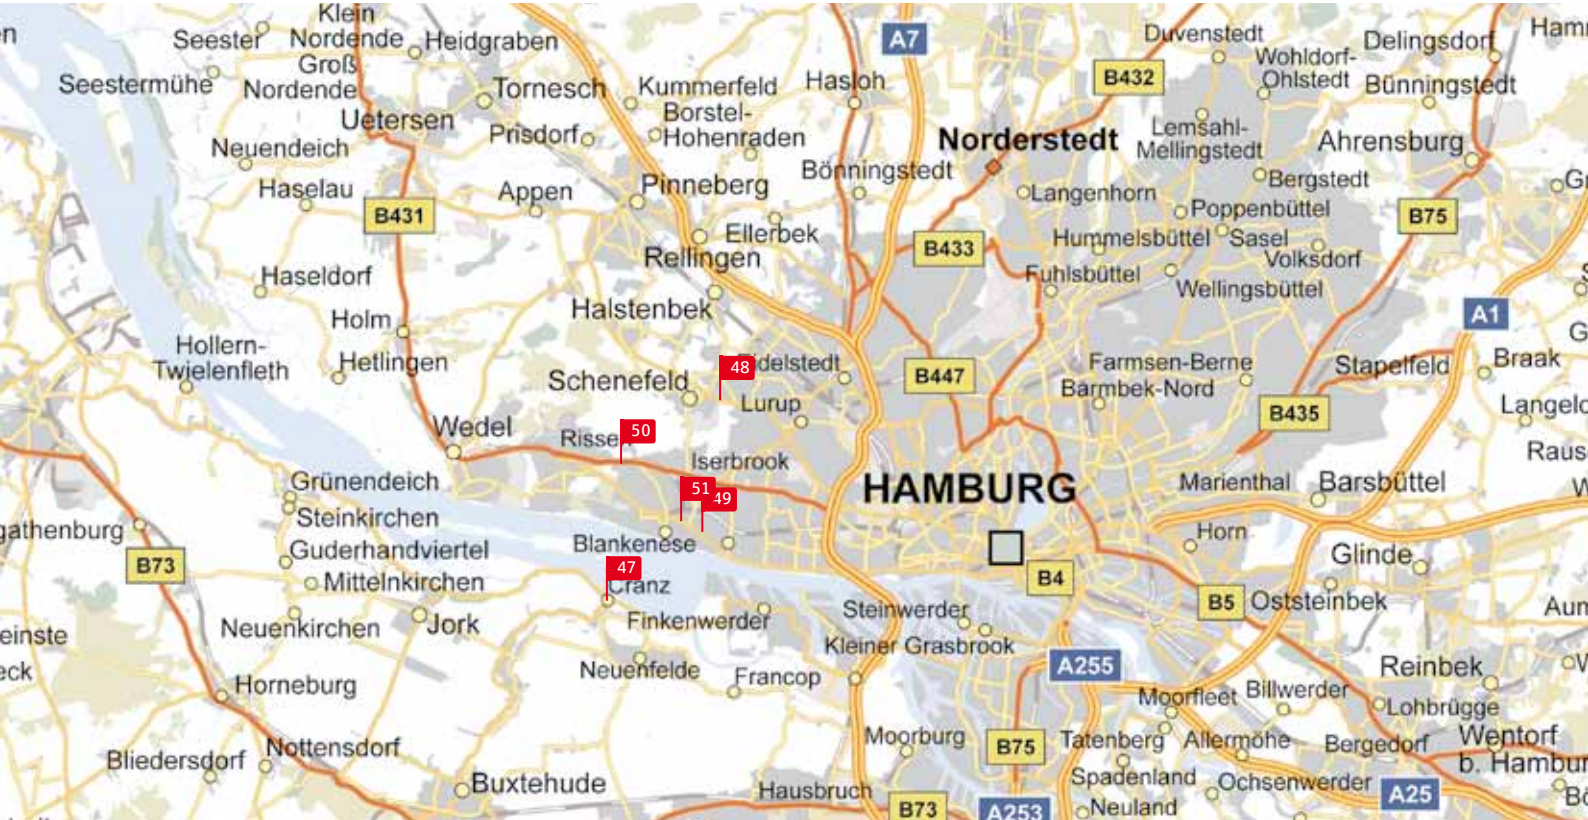 Klein
Seester
Nordende
Heidgraben
A7
Duvenstedt
Delingsdorf
Groß
Wohldorf-
Seestermühe
Nordende
Tornesch
Kummerfeld
Hasloh
B432
Ohlstedt
Bünningstedt
Borstel-
Uetersen
Prisdorf
Hohenraden
Norderstedt
Lemsahl-
Mellingstedt
Ahrensburg
Neuendeich
Bönningstedt
Haselau
Appen
Pinneberg
Langenhorn
Bergstedt
B431
Poppenbüttel
B75
Ellerbek
B433
Hummelsbüttel
Sasel
Rellingen
Volksdorf
Haseldorf
Fuhlsbüttel
Wellingsbüttel
Halstenbek
Holm
A1
Hollern-
Twielenfleth
Hetlingen
48
B447
Farmsen-Berne
Stapelfeld
Braak
Schenefeld
Barmbek-Nord
Lurup
B435
Wedel
50
Iserbrook
Grünendeich
51
49
HAMBURG
Marienthal
Barsbüttel
Steinkirchen
Horn
Guderhandviertel
Blankenese
Glinde
B73
47
Cranz
B4
Mittelnkirchen
B5
Oststeinbek
Neuenkirchen
Jork
Finkenwerder
Steinwerder
Kleiner Grasbrook
Neuenfelde
Francop
A255
Reinbek
Horneburg
Moorfleet
Billwerder
Lohbrügge
Bliedersdorf
Nottensdorf
Moorburg
B75
Tatenberg
Allermöhe
Bergedorf
Wentorf
Buxtehude
Hausbruch
Spadenland
Ochsenwerder
A25
B73
A253
Neuland